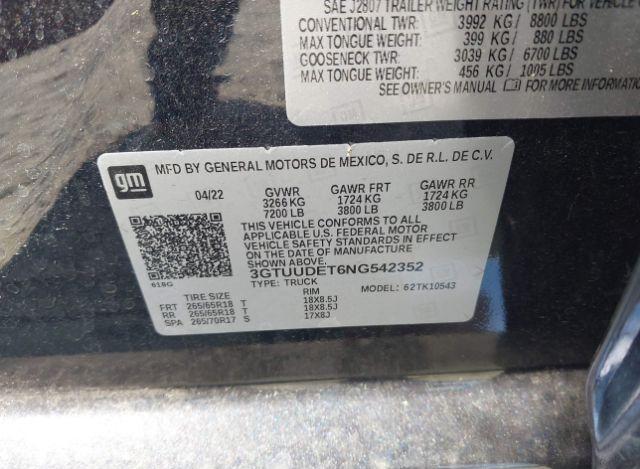 SAE J2807 TRAILER WEIGHT RATING (TWR) FOR VEHICLE
CONVENTIONAL TWR: 3992 KG / 8800 LBS
MAX TONGUE WEIGHT: 399 KG / 880 LBS
GOOSENECK TWR: 3039 KG / 6700 LBS
MAX TONGUE WEIGHT: 456 KG / 1005 LBS
SEE OWNER'S MANUAL FOR MORE INFORMATION
gm
MFD BY GENERAL MOTORS DE MEXICO, S. DE R.L. DE C.V.
04/22 GVWR GAWR FRT GAWR RR
3266 KG 1724 KG 1724 KG
7200 LB 3800 LB 3800 LB
THIS VEHICLE CONFORMS TO ALL
APPLICABLE U.S. FEDERAL MOTOR
VEHICLE SAFETY STANDARDS IN EFFECT
ON THE DATE OF MANUFACTURE
SHOWN ABOVE.
3GTUUDET6NG542352
618G TYPE: TRUCK MODEL: 62TK10543
TIRE SIZE RIM
FRT 265/65R18 T 18X8.5J
RR 265/65R18 T 18X8.5J
SPA 265/70R17 S 17X8J